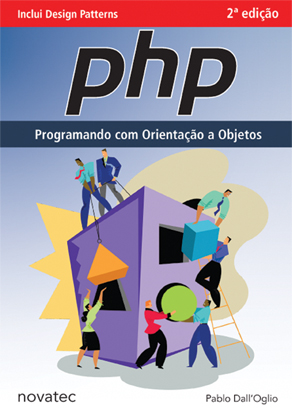 Inclui Design Patterns
2ª edição
php
Programando com Orientação a Objetos
novatec
Pablo Dall'Oglio